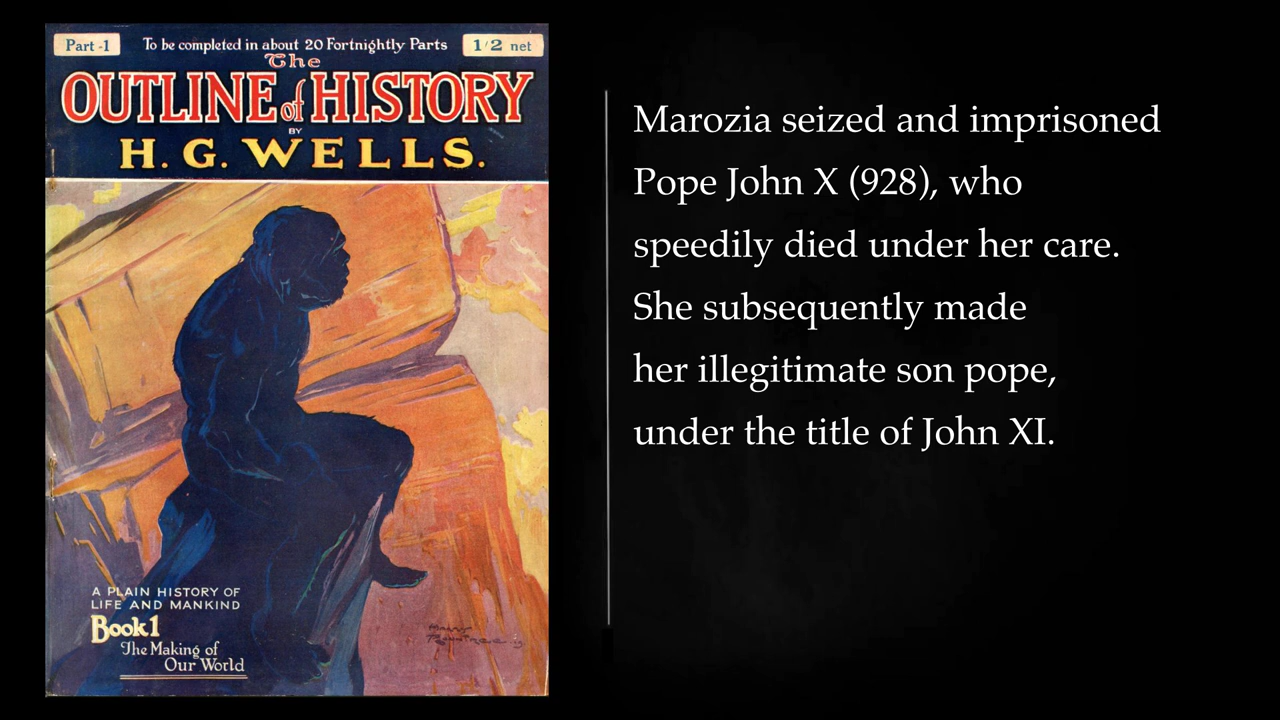 Part -1
To be completed in about 20 Fortnightly Parts
1/2 net
The
OUTLINE of HISTORY
BY
H. G. WELLS.
A PLAIN HISTORY OF
LIFE AND MANKIND
Book 1
The Making of
Our World
Marozia seized and imprisoned
Pope John X (928), who
speedily died under her care.
She subsequently made
her illegitimate son pope,
under the title of John XI.